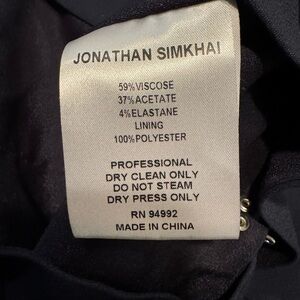 JONATHAN SIMKHAI
59%VISCOSE
37%ACETATE
4%ELASTANE
LINING
100%POLYESTER
PROFESSIONAL
DRY CLEAN ONLY
DO NOT STEAM
DRY PRESS ONLY
RN 94992
MADE IN CHINA